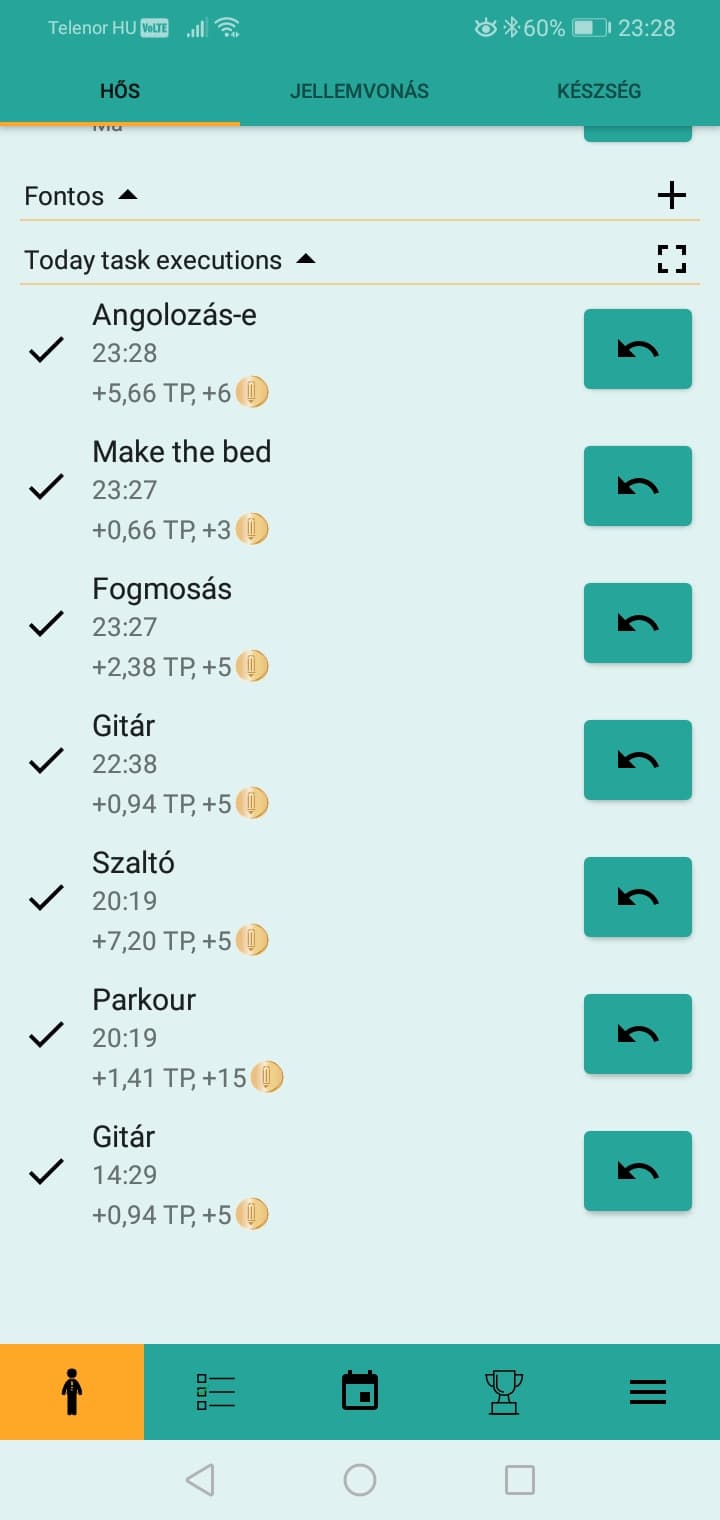 Telenor HU VoLTE 60% 23:28
HŐS JELLEMVONÁS KÉSZSÉG
Fontos
Today task executions
Angolozás-e
23:28
+5,66 TP, +6
Make the bed
23:27
+0,66 TP, +3
Fogmosás
23:27
+2,38 TP, +5
Gitár
22:38
+0,94 TP, +5
Szaltó
20:19
+7,20 TP, +5
Parkour
20:19
+1,41 TP, +15
Gitár
14:29
+0,94 TP, +5